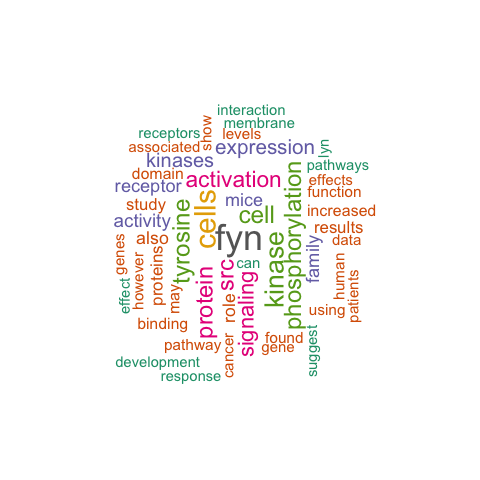 interaction
membrane
receptors
show
levels
associated
expression
lyn
kinases
pathways
domain
activation
effects
receptor
mice
function
study
cells
cell
phosphorylation
increased
activity
tyrosine
fyn
results
also
family
data
genes
however
proteins
protein
src
can
kinase
human
patients
effect
may
role
signaling
using
binding
found
pathway
cancer
gene
suggest
development
response